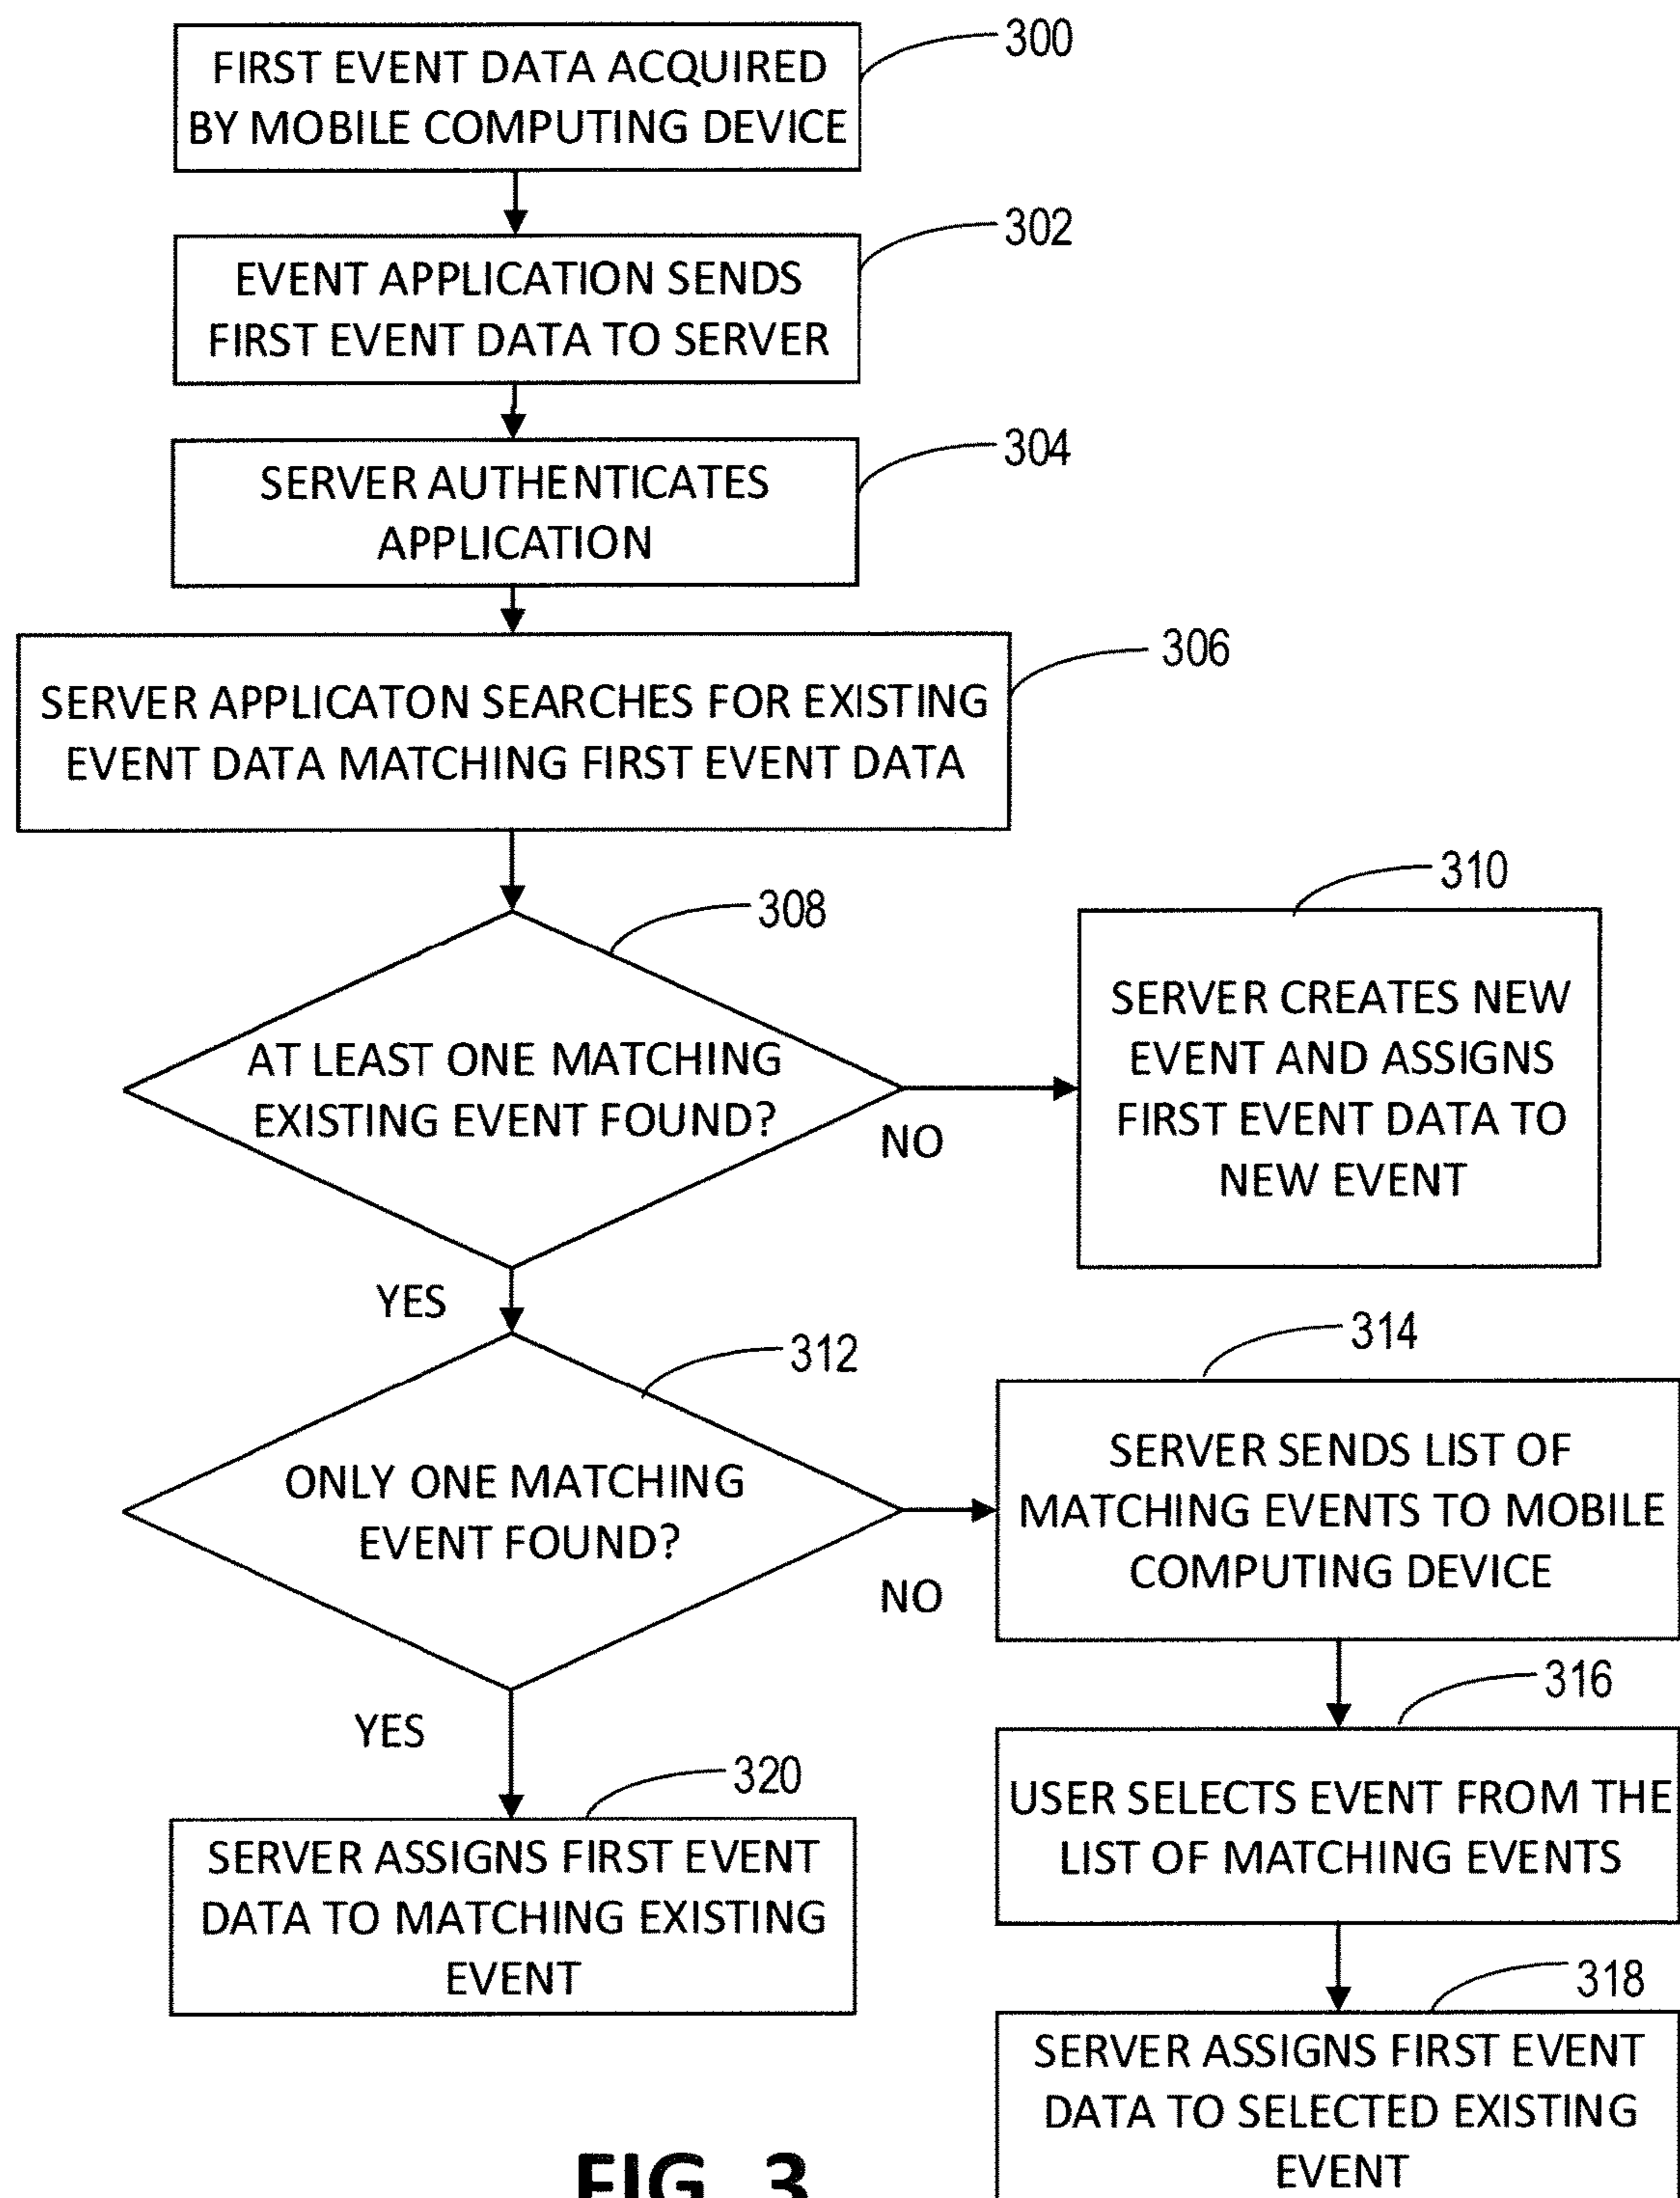 300
FIRST EVENT DATA ACQUIRED
BY MOBILE COMPUTING DEVICE
302
EVENT APPLICATION SENDS
FIRST EVENT DATA TO SERVER
304
SERVER AUTHENTICATES
APPLICATION
306
SERVER APPLICATON SEARCHES FOR EXISTING
EVENT DATA MATCHING FIRST EVENT DATA
308
AT LEAST ONE MATCHING
EXISTING EVENT FOUND?
NO
310
SERVER CREATES NEW
EVENT AND ASSIGNS
FIRST EVENT DATA TO
NEW EVENT
YES
312
ONLY ONE MATCHING
EVENT FOUND?
NO
314
SERVER SENDS LIST OF
MATCHING EVENTS TO MOBILE
COMPUTING DEVICE
316
USER SELECTS EVENT FROM THE
LIST OF MATCHING EVENTS
318
SERVER ASSIGNS FIRST EVENT
DATA TO SELECTED EXISTING
EVENT
YES
320
SERVER ASSIGNS FIRST EVENT
DATA TO MATCHING EXISTING
EVENT
FIG. 3